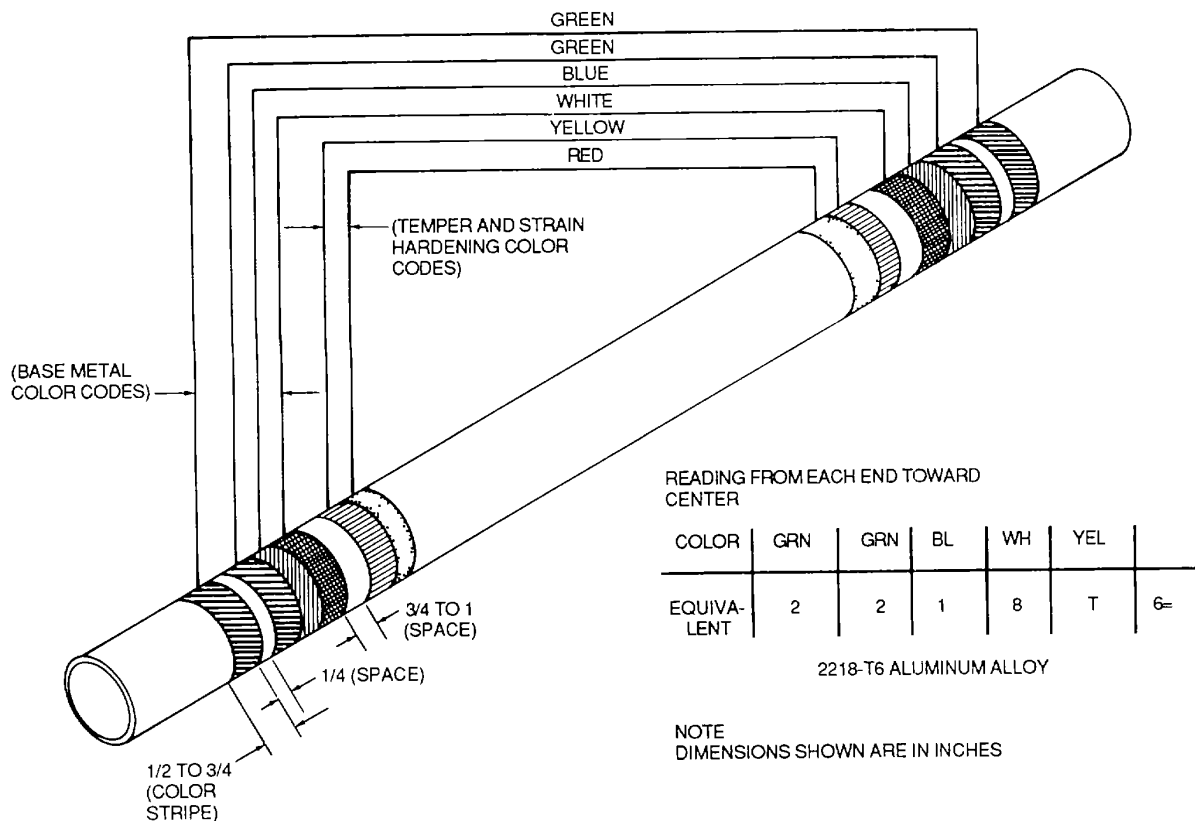 GREEN
GREEN
BLUE
WHITE
YELLOW
RED
(TEMPER AND STRAIN
HARDENING COLOR
CODES)
(BASE METAL
COLOR CODES)
3/4 TO 1
(SPACE)
1/4 (SPACE)
1/2 TO 3/4
(COLOR
STRIPE)
READING FROM EACH END TOWARD
CENTER
COLOR GRN GRN BL WH YEL
EQUIVA-
LENT 2 2 1 8 T 6=
2218-T6 ALUMINUM ALLOY
NOTE
DIMENSIONS SHOWN ARE IN INCHES